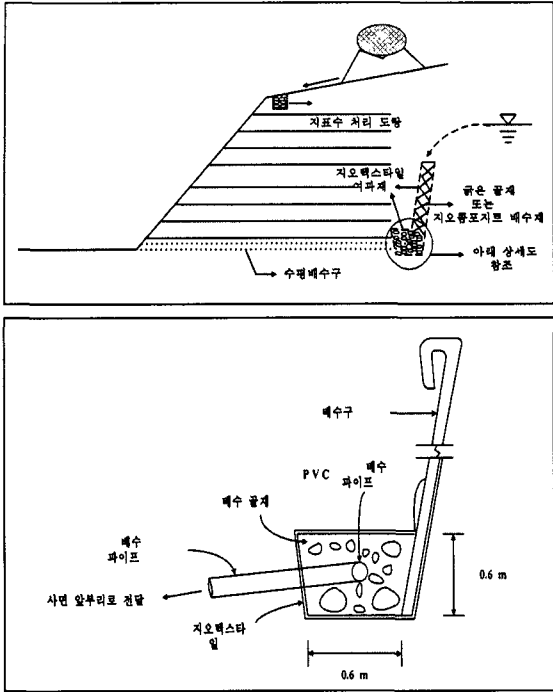 지표수 처리 도랑
지오텍스타일
여과재
굵은 골재
또는
지오콤포지트 배수재
아래 상세도
참조
수평배수구
배수구
PVC
배수
파이프
배수 골재
배수
파이프
사면 앞부리로 전달
지오텍스타
일
0.6 m
0.6 m